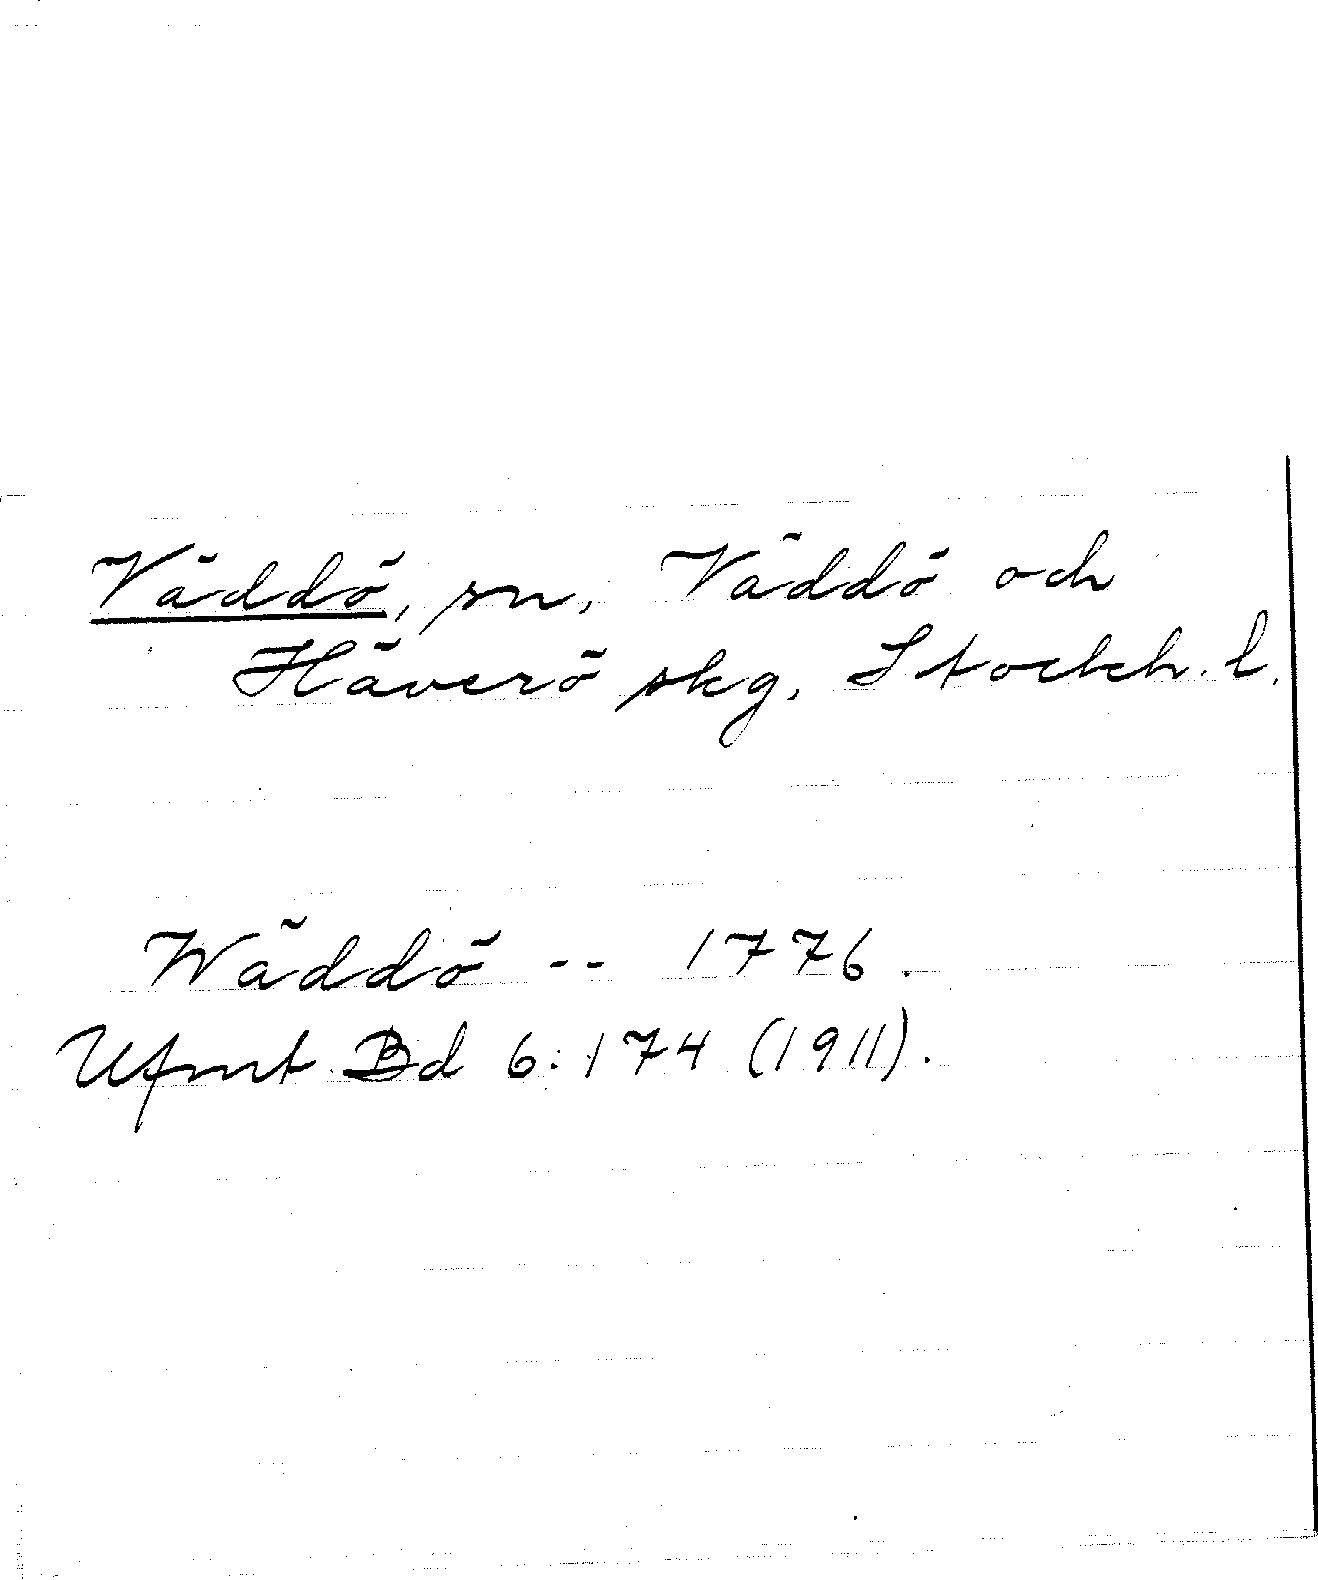 Väddö, sn, Väddö och
Häverö skg, Stockh. l.
Wäddö -- 1776.
Ufmt Bd 6:174 (1911).